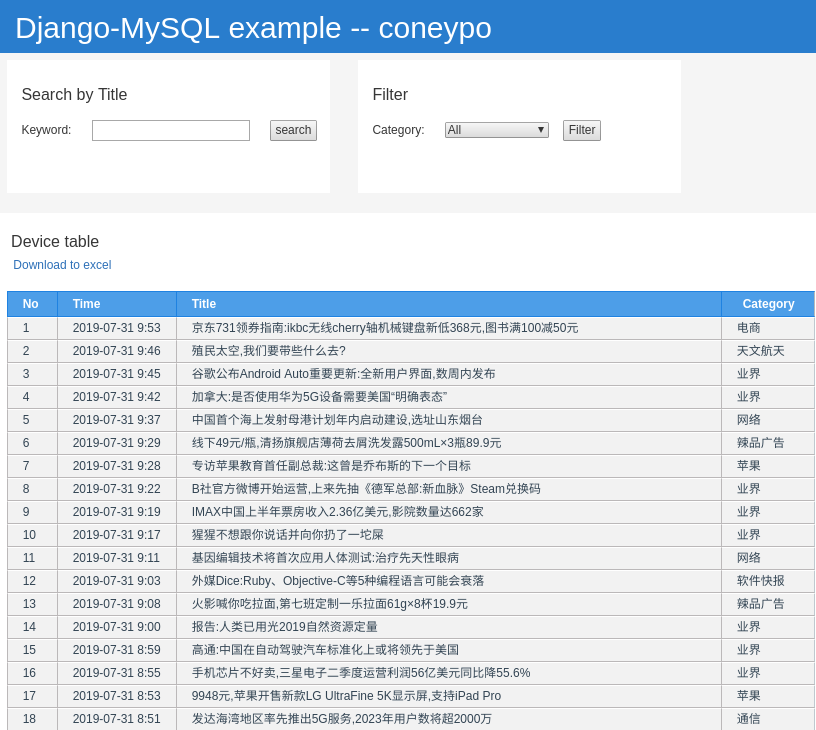 Django-MySQL example -- coneypo
Search by Title
Keyword: search
Filter
Category: All Filter
Device table
Download to excel
No Time Title Category
1 2019-07-31 9:53 京东731领券指南:ikbc无线cherry轴机械键盘新低368元,图书满100减50元 电商
2 2019-07-31 9:46 殖民太空,我们要带些什么去? 天文航天
3 2019-07-31 9:45 谷歌公布Android Auto重要更新:全新用户界面,数周内发布 业界
4 2019-07-31 9:42 加拿大:是否使用华为5G设备需要美国“明确表态” 业界
5 2019-07-31 9:37 中国首个海上发射母港计划年内启动建设,选址山东烟台 网络
6 2019-07-31 9:29 线下49元/瓶,清扬旗舰店薄荷去屑洗发露500mL×3瓶89.9元 辣品广告
7 2019-07-31 9:28 专访苹果教育首任副总裁:这曾是乔布斯的下一个目标 苹果
8 2019-07-31 9:22 B社官方微博开始运营,上来先抽《德军总部:新血脉》Steam兑换码 业界
9 2019-07-31 9:19 IMAX中国上半年票房收入2.36亿美元,影院数量达662家 业界
10 2019-07-31 9:17 猩猩不想跟你说话并向你扔了一坨屎 业界
11 2019-07-31 9:11 基因编辑技术将首次应用人体测试:治疗先天性眼病 网络
12 2019-07-31 9:03 外媒Dice:Ruby、Objective-C等5种编程语言可能会衰落 软件快报
13 2019-07-31 9:08 火影喊你吃拉面,第七班定制一乐拉面61g×8杯19.9元 辣品广告
14 2019-07-31 9:00 报告:人类已用光2019自然资源定量 业界
15 2019-07-31 8:59 高通:中国在自动驾驶汽车标准化上或将领先于美国 业界
16 2019-07-31 8:55 手机芯片不好卖,三星电子二季度运营利润56亿美元同比降55.6% 业界
17 2019-07-31 8:53 9948元,苹果开售新款LG UltraFine 5K显示屏,支持iPad Pro 苹果
18 2019-07-31 8:51 发达海湾地区率先推出5G服务,2023年用户数将超2000万 通信